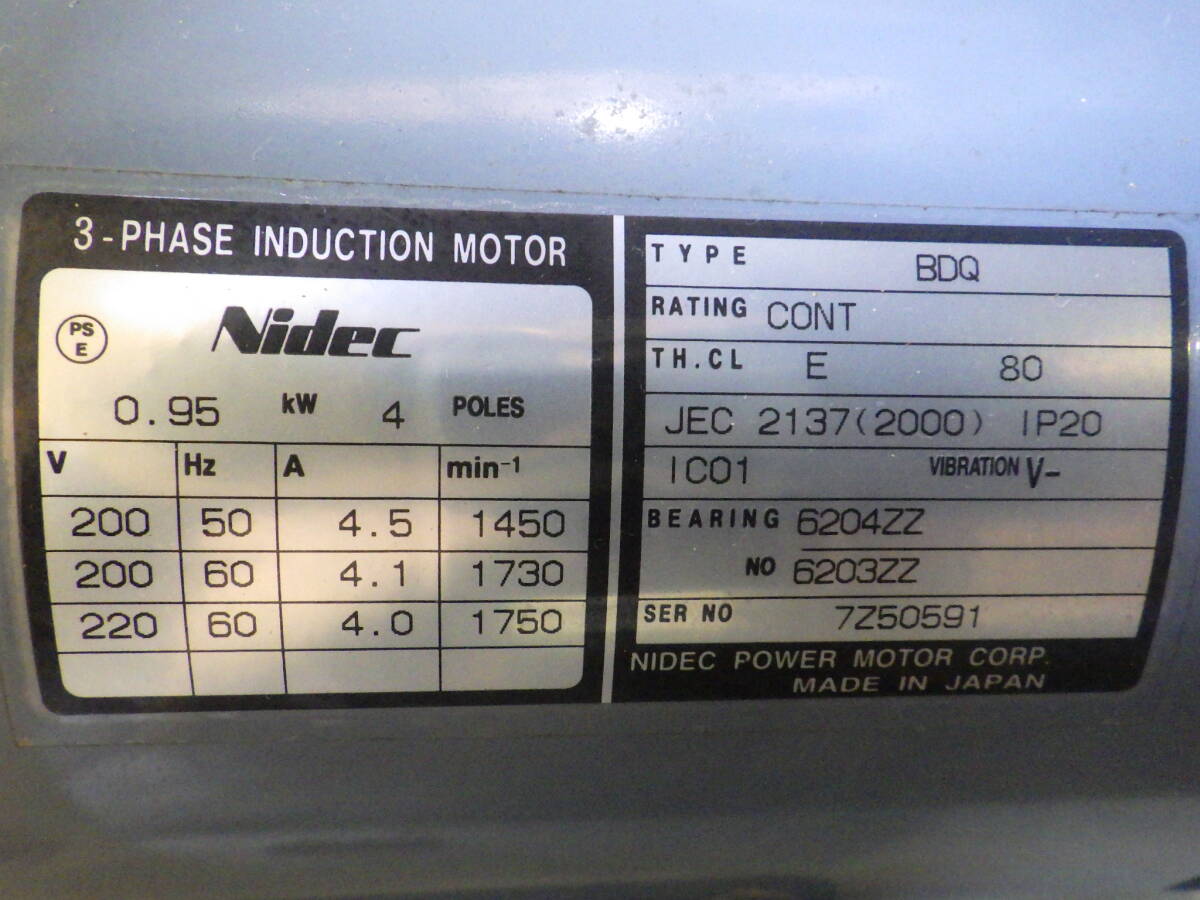 3-PHASE INDUCTION MOTOR
PS
E
Nidec
0.95 kW 4 POLES
V Hz A min-1
200 50 4.5 1450
200 60 4.1 1730
220 60 4.0 1750
TYPE BDQ
RATING CONT
TH.CL E 80
JEC 2137(2000) IP20
IC01 VIBRATION V-
BEARING 6204ZZ
NO 6203ZZ
SER NO 7Z50591
NIDEC POWER MOTOR CORP.
MADE IN JAPAN